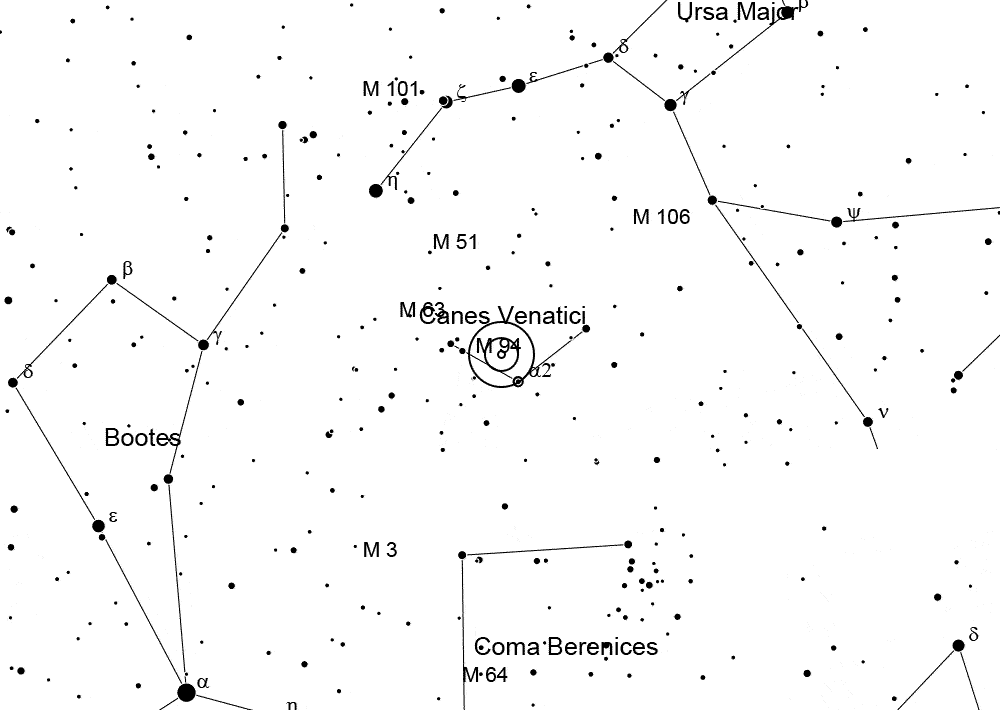 Ursa Major
β
δ
ε
M 101
ζ
γ
η
M 106
ψ
M 51
β
M 63
Canes Venatici
γ
M 94
δ
α2
ν
Bootes
ε
M 3
δ
Coma Berenices
M 64
α
η